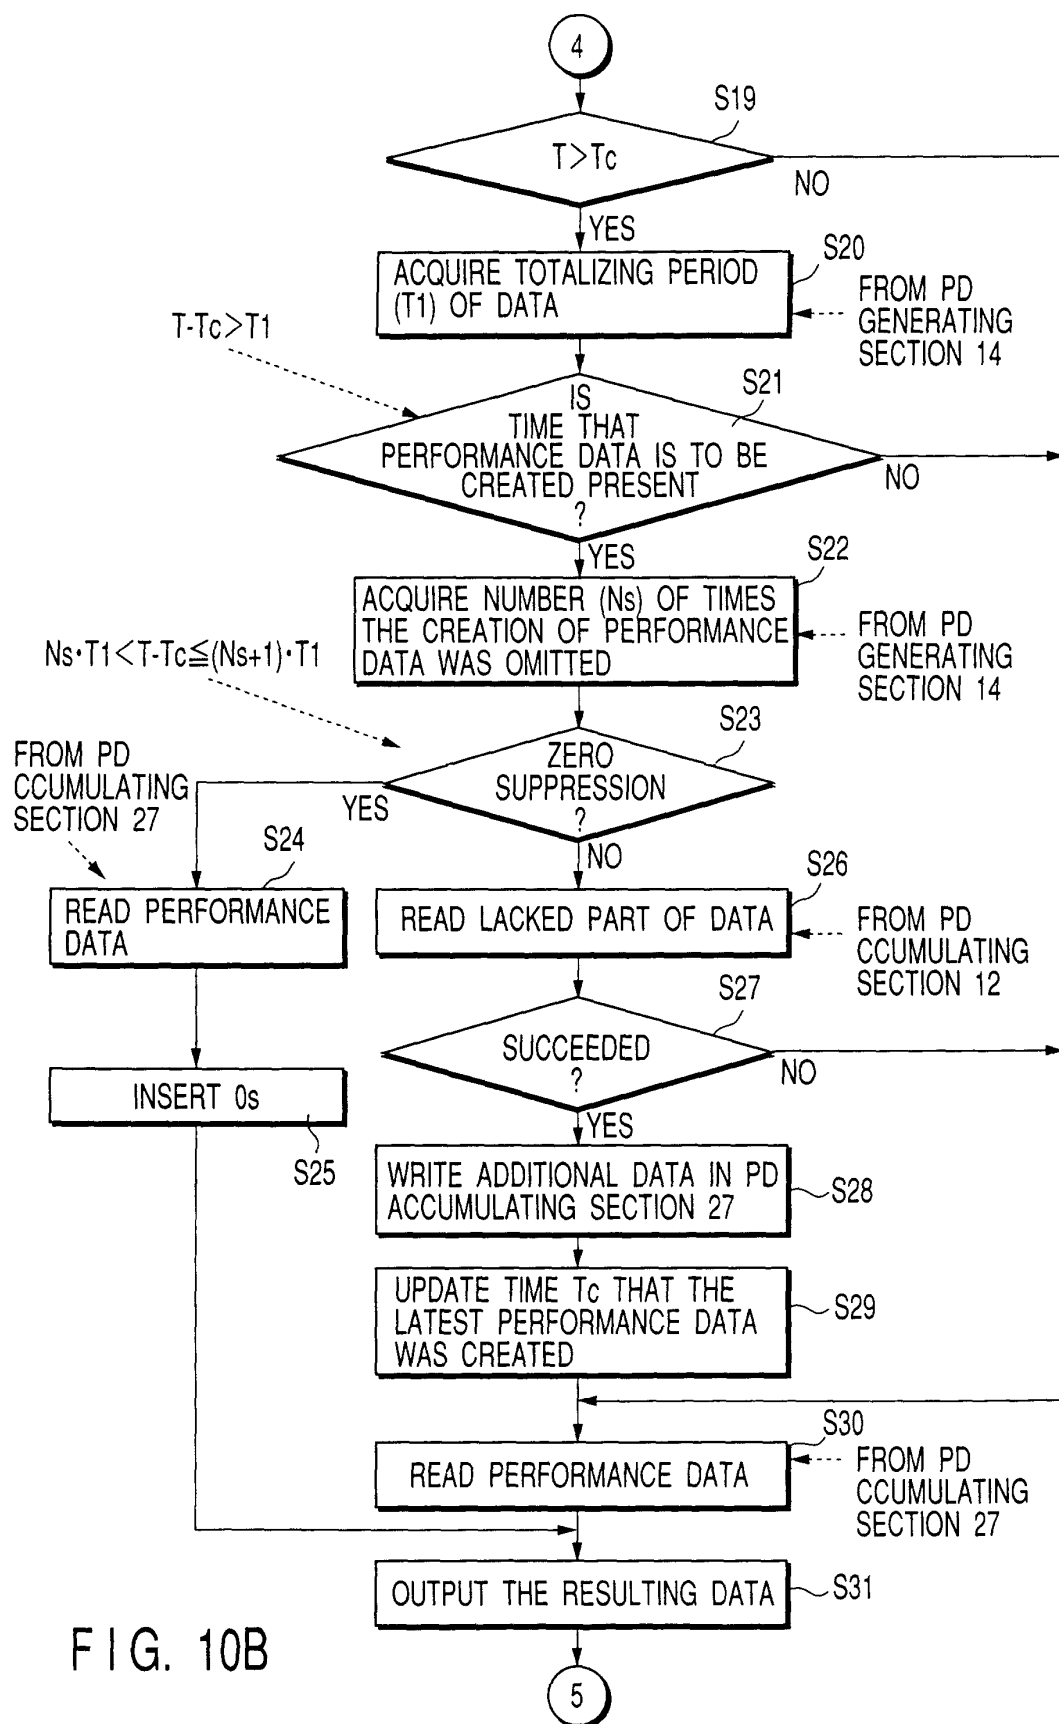 4
S19
T>Tc
NO
YES
S20
ACQUIRE TOTALIZING PERIOD
(T1) OF DATA
FROM PD
GENERATING
SECTION 14
T-Tc>T1
S21
IS
TIME THAT
PERFORMANCE DATA IS TO BE
CREATED PRESENT
?
NO
YES
S22
ACQUIRE NUMBER (Ns) OF TIMES
THE CREATION OF PERFORMANCE
DATA WAS OMITTED
FROM PD
GENERATING
SECTION 14
Ns·T1<T-Tc≦(Ns+1)·T1
S23
ZERO
SUPPRESSION
?
YES
NO
FROM PD
CCUMULATING
SECTION 27
S24
READ PERFORMANCE
DATA
S26
READ LACKED PART OF DATA
FROM PD
CCUMULATING
SECTION 12
S27
SUCCEEDED
?
NO
YES
INSERT 0s
S25
WRITE ADDITIONAL DATA IN PD
ACCUMULATING SECTION 27
S28
UPDATE TIME Tc THAT THE
LATEST PERFORMANCE DATA
WAS CREATED
S29
S30
READ PERFORMANCE DATA
FROM PD
CCUMULATING
SECTION 27
OUTPUT THE RESULTING DATA
S31
FIG. 10B
5